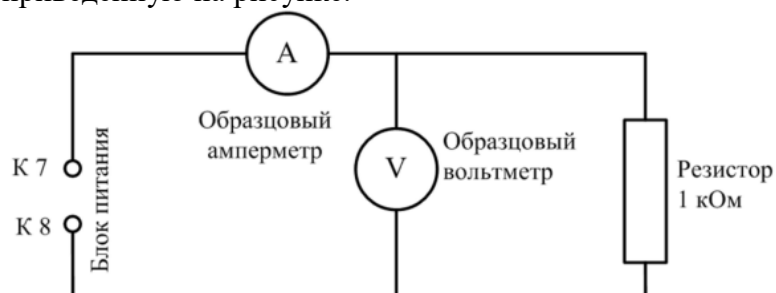 приведенную на рисунке.
A
Образцовый
амперметр
К 7
К 8
Блок питания
V
Образцовый
вольтметр
Резистор
1 кОм